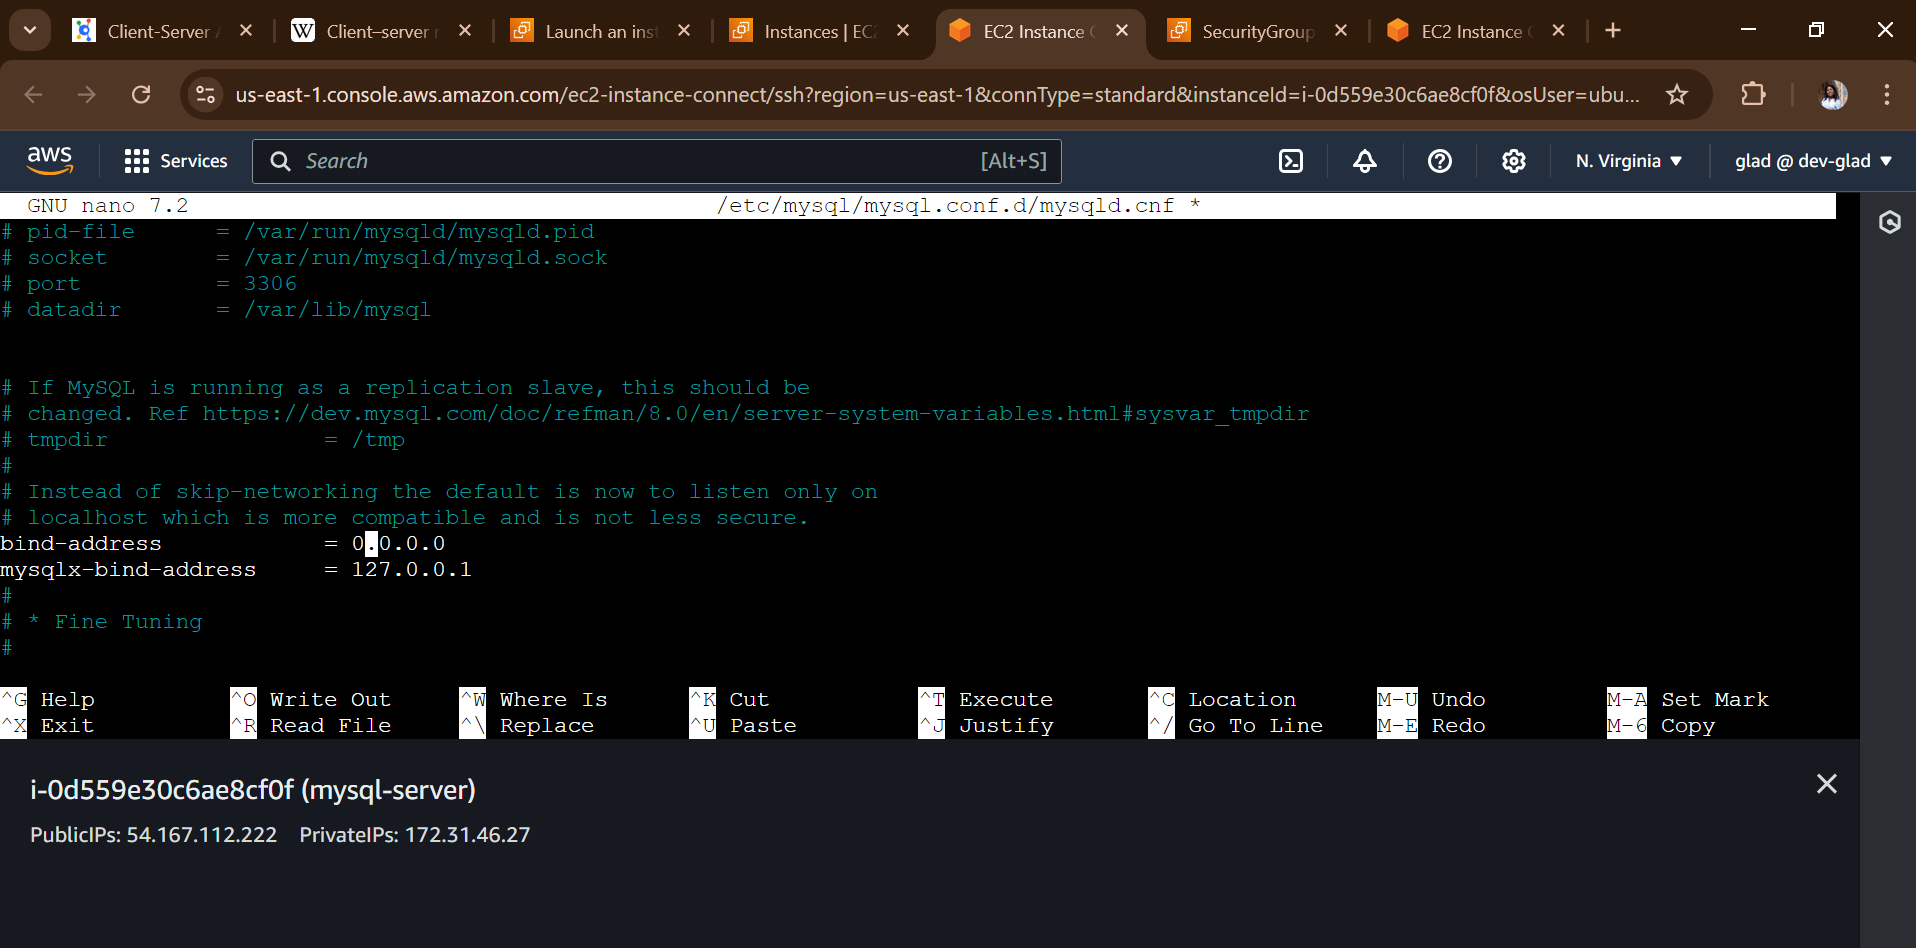 Client-Server
Client–server
Launch an inst
Instances | EC2
EC2 Instance
SecurityGroup
EC2 Instance
us-east-1.console.aws.amazon.com/ec2-instance-connect/ssh?region=us-east-1&connType=standard&instanceId=i-0d559e30c6ae8cf0f&osUser=ubu...
aws Services Search [Alt+S] N. Virginia glad @ dev-glad
GNU nano 7.2 /etc/mysql/mysql.conf.d/mysqld.cnf *
# pid-file = /var/run/mysqld/mysqld.pid
# socket = /var/run/mysqld/mysqld.sock
# port = 3306
# datadir = /var/lib/mysql
# If MySQL is running as a replication slave, this should be
# changed. Ref https://dev.mysql.com/doc/refman/8.0/en/server-system-variables.html#sysvar_tmpdir
# tmpdir = /tmp
#
# Instead of skip-networking the default is now to listen only on
# localhost which is more compatible and is not less secure.
bind-address = 0.0.0.0
mysqlx-bind-address = 127.0.0.1
#
# * Fine Tuning
#
^G Help ^O Write Out ^W Where Is ^K Cut ^T Execute ^C Location M-U Undo M-A Set Mark
^X Exit ^R Read File ^\ Replace ^U Paste ^J Justify ^/ Go To Line M-E Redo M-6 Copy
i-0d559e30c6ae8cf0f (mysql-server)
PublicIPs: 54.167.112.222 PrivateIPs: 172.31.46.27